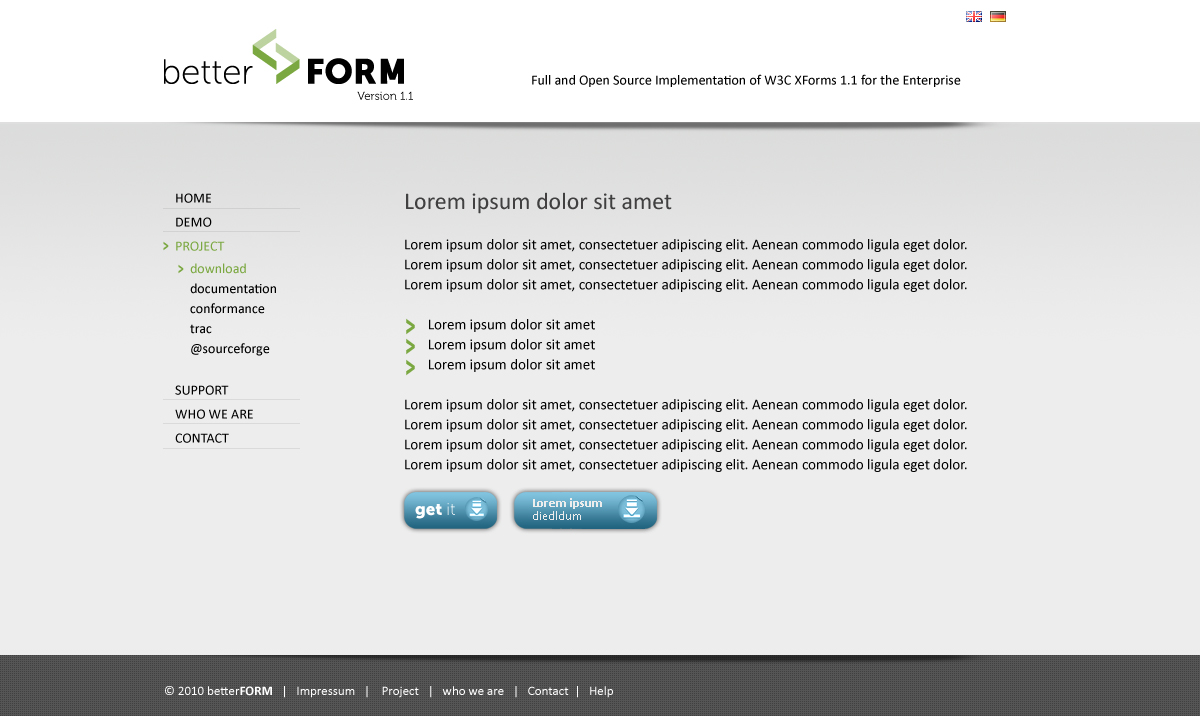 better FORM
Version 1.1
Full and Open Source Implementation of W3C XForms 1.1 for the Enterprise
HOME
DEMO
PROJECT
download
documentation
conformance
trac
@sourceforge
SUPPORT
WHO WE ARE
CONTACT
Lorem ipsum dolor sit amet
Lorem ipsum dolor sit amet, consectetuer adipiscing elit. Aenean commodo ligula eget dolor.
Lorem ipsum dolor sit amet, consectetuer adipiscing elit. Aenean commodo ligula eget dolor.
Lorem ipsum dolor sit amet, consectetuer adipiscing elit. Aenean commodo ligula eget dolor.
Lorem ipsum dolor sit amet
Lorem ipsum dolor sit amet
Lorem ipsum dolor sit amet
Lorem ipsum dolor sit amet, consectetuer adipiscing elit. Aenean commodo ligula eget dolor.
Lorem ipsum dolor sit amet, consectetuer adipiscing elit. Aenean commodo ligula eget dolor.
Lorem ipsum dolor sit amet, consectetuer adipiscing elit. Aenean commodo ligula eget dolor.
Lorem ipsum dolor sit amet, consectetuer adipiscing elit. Aenean commodo ligula eget dolor.
get it
Lorem ipsum
diedldum
© 2010 betterFORM | Impressum | Project | who we are | Contact | Help